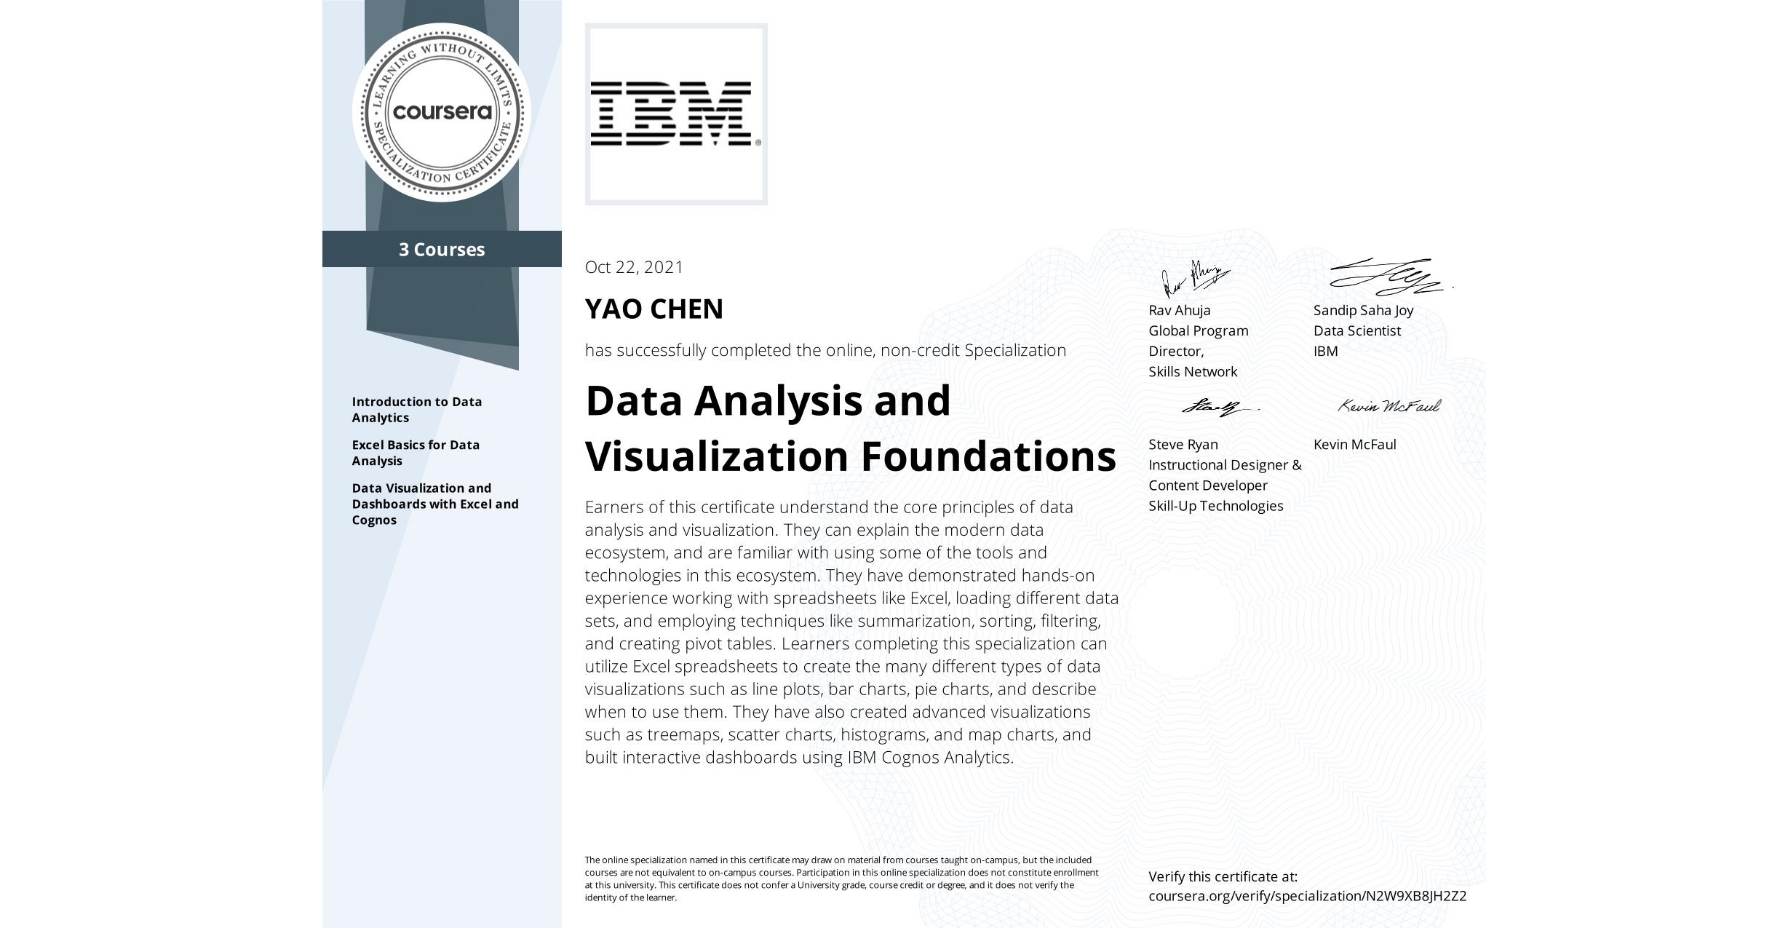 LEARNING WITHOUT LIMITS
coursera
SPECIALIZATION CERTIFICATE
3 Courses
Introduction to Data
Analytics
Excel Basics for Data
Analysis
Data Visualization and
Dashboards with Excel and
Cognos
IBM®
Oct 22, 2021
YAO CHEN
has successfully completed the online, non-credit Specialization
Data Analysis and
Visualization Foundations
Earners of this certificate understand the core principles of data
analysis and visualization. They can explain the modern data
ecosystem, and are familiar with using some of the tools and
technologies in this ecosystem. They have demonstrated hands-on
experience working with spreadsheets like Excel, loading different data
sets, and employing techniques like summarization, sorting, filtering,
and creating pivot tables. Learners completing this specialization can
utilize Excel spreadsheets to create the many different types of data
visualizations such as line plots, bar charts, pie charts, and describe
when to use them. They have also created advanced visualizations
such as treemaps, scatter charts, histograms, and map charts, and
built interactive dashboards using IBM Cognos Analytics.
The online specialization named in this certificate may draw on material from courses taught on-campus, but the included
courses are not equivalent to on-campus courses. Participation in this online specialization does not constitute enrollment
at this university. This certificate does not confer a University grade, course credit or degree, and it does not verify the
identity of the learner.
Rav Ahuja
Rav Ahuja
Global Program
Director,
Skills Network
Sandip Saha Joy
Data Scientist
IBM
Steve Ryan
Instructional Designer &
Content Developer
Skill-Up Technologies
Kevin McFaul
Kevin McFaul
Verify this certificate at:
coursera.org/verify/specialization/N2W9XB8JH2Z2